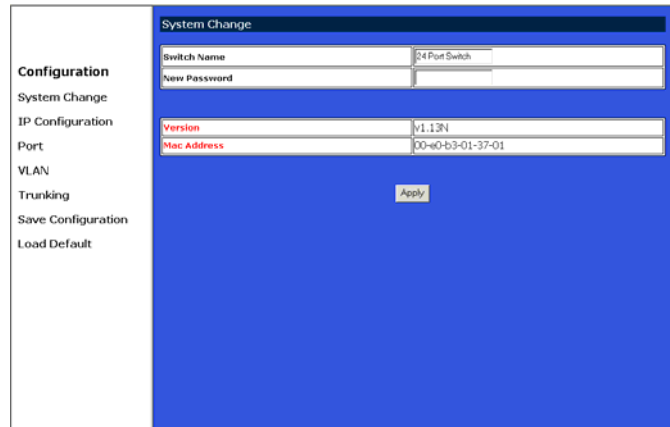 System Change
Switch Name 24 Port Switch
New Password
Version v1.13N
Mac Address 00-e0-b3-01-37-01
Apply
Configuration
System Change
IP Configuration
Port
VLAN
Trunking
Save Configuration
Load Default